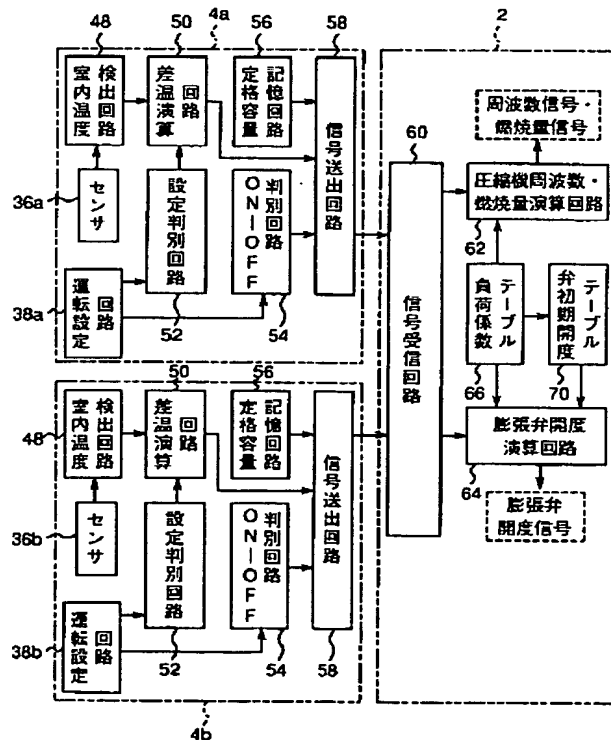 48
50
4a
56
58
2
室内温度
検出回路
差温演算
回路
定格容量
記憶回路
信号送出回路
周波数信号・
燃焼量信号
60
36a
センサ
設定判別回路
ON-OFF
判別回路
圧縮機周波数・
燃焼量演算回路
62
38a
運転設定
回路
52
54
信号受信回路
負荷係数
テーブル
弁初期開度
テーブル
66
70
50
56
48
室内温度
検出回路
差温演算
回路
定格容量
記憶回路
信号送出回路
膨張弁開度
演算回路
64
36b
センサ
設定判別回路
ON-OFF
判別回路
膨張弁
開度信号
38b
運転設定
回路
52
54
58
4b